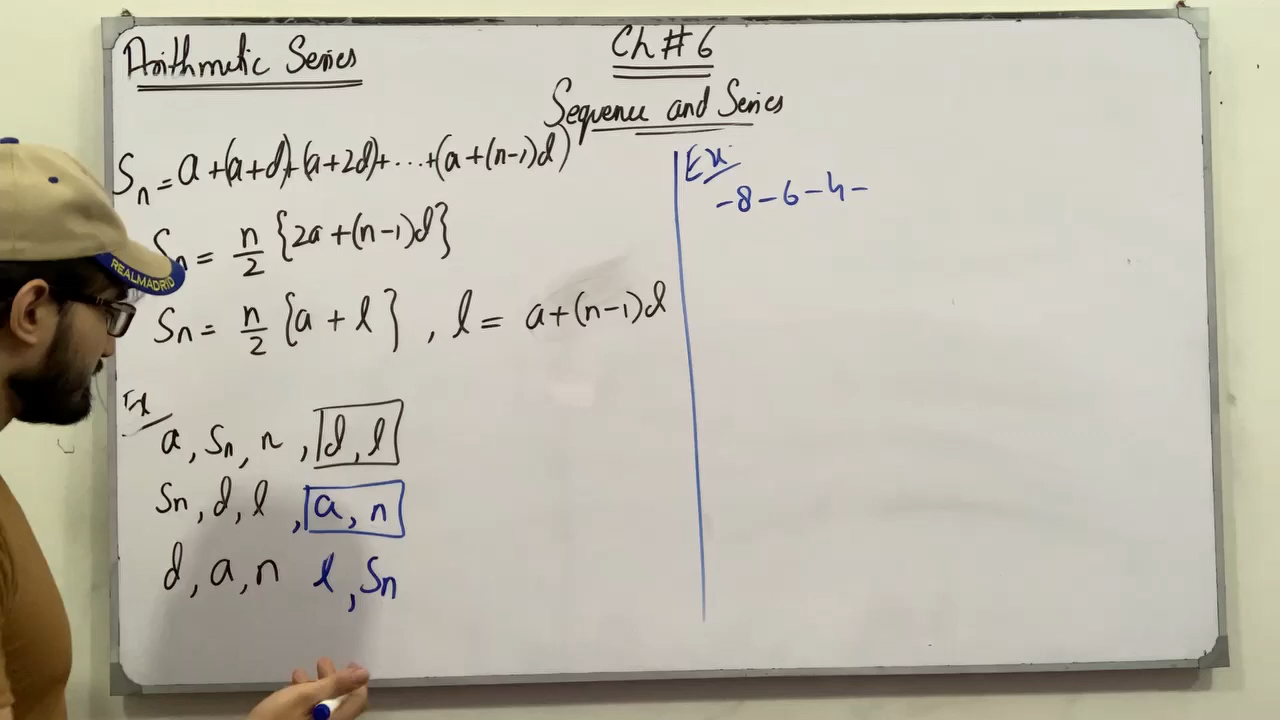 Arithmetic Series
Ch # 6
Sequence and Series
Sn = a + (a+d) + (a+2d) + ... + (a+(n-1)d)
Sn = n/2 {2a + (n-1)d}
Sn = n/2 {a + l} , l = a + (n-1)d
Ex
a, Sn, n, d, l
Sn, d, l, a, n
d, a, n l, Sn
Ex:
-8 -6 -4 -
REALMADRID